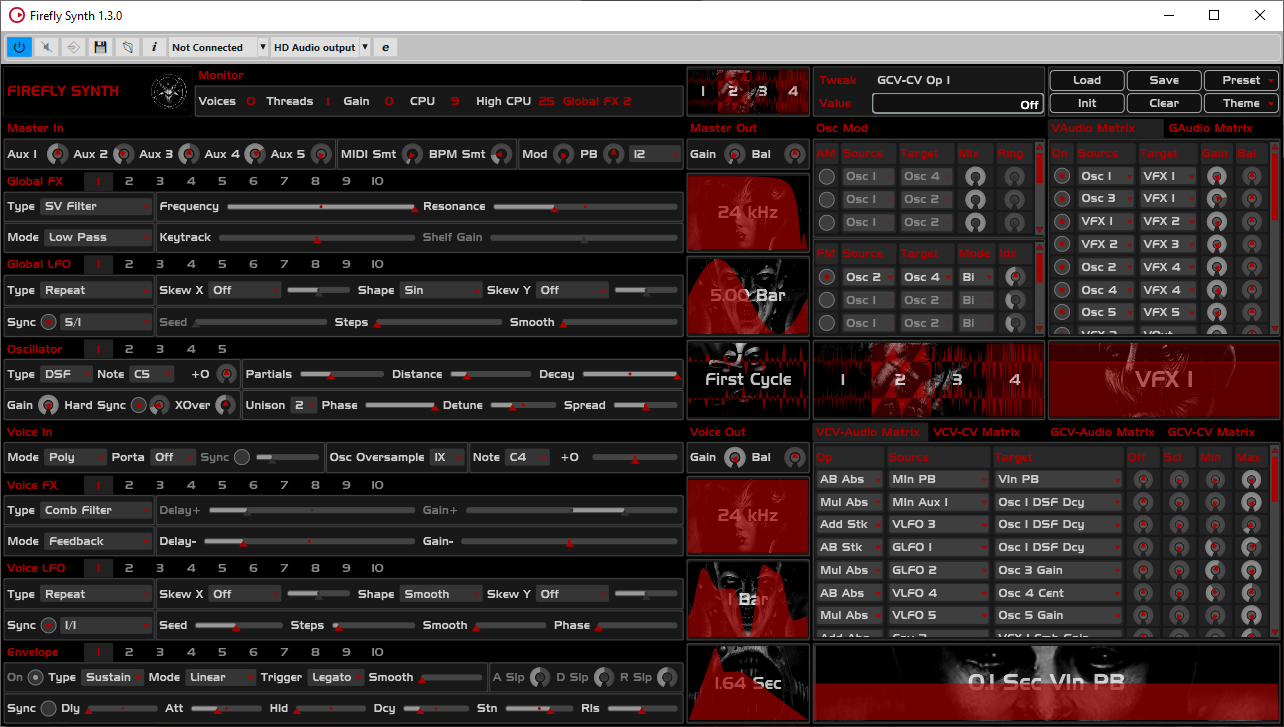 Firefly Synth 1.3.0
i Not Connected HD Audio output e
FIREFLY SYNTH
Monitor
Voices 0 Threads 1 Gain 0 CPU 9 High CPU 25 Global FX 2
1 2 3 4
Tweak GCV-CV Op 1
Value Off
Load Save Preset
Init Clear Theme
Master In
Aux 1 Aux 2 Aux 3 Aux 4 Aux 5 MIDI Smt BPM Smt Mod PB 12
Master Out
Gain Bal
Global FX 1 2 3 4 5 6 7 8 9 10
Type SV Filter Frequency Resonance
Mode Low Pass Keytrack Shelf Gain
24 kHz
Global LFO 1 2 3 4 5 6 7 8 9 10
Type Repeat Skew X Off Shape Sin Skew Y Off
Sync 5/1 Seed Steps Smooth
5.00 Bar
Osc Mod
AM Source Target Mix Ring
Osc 1 Osc 4
Osc 1 Osc 2
Osc 1 Osc 2
FM Source Target Mode Idx
Osc 2 Osc 4 Bi
Osc 1 Osc 2 Bi
Osc 1 Osc 2 Bi
VAudio Matrix GAudio Matrix
On Source Target Gain Bal
Osc 1 VFX 1
Osc 3 VFX 1
VFX 1 VFX 2
VFX 2 VFX 3
Osc 2 VFX 4
Osc 4 VFX 4
Osc 5 VFX 5
VFX 3 VOut
Oscillator 1 2 3 4 5
Type DSF Note C5 +0 Partials Distance Decay
Gain Hard Sync XOver Unison 2 Phase Detune Spread
First Cycle
1 2 3 4
VFX 1
Voice In
Mode Poly Porta Off Sync Osc Oversample 1X Note C4 +0
Voice Out
Gain Bal
Voice FX 1 2 3 4 5 6 7 8 9 10
Type Comb Filter Delay+ Gain+
Mode Feedback Delay- Gain-
24 kHz
Voice LFO 1 2 3 4 5 6 7 8 9 10
Type Repeat Skew X Off Shape Smooth Skew Y Off
Sync 1/1 Seed Steps Smooth Phase
1 Bar
Envelope 1 2 3 4 5 6 7 8 9 10
On Type Sustain Mode Linear Trigger Legato Smooth A Slp D Slp R Slp
Sync Dly Att Hld Dcy Stn Rls
1.64 Sec
VCV-Audio Matrix VCV-CV Matrix GCV-Audio Matrix GCV-CV Matrix
Op Source Target Off Scl Min Max
AB Abs MIn PB VIn PB
Mul Abs MIn Aux 1 Osc 1 DSF Dcy
Add Stk VLFO 3 Osc 1 DSF Dcy
AB Stk GLFO 1 Osc 1 DSF Dcy
Mul Abs GLFO 2 Osc 3 Gain
AB Abs VLFO 4 Osc 4 Cent
Mul Abs VLFO 5 Osc 5 Gain
Add Abs Env 2 VFX 1 Cmb Gain
0.1 Sec VIn PB